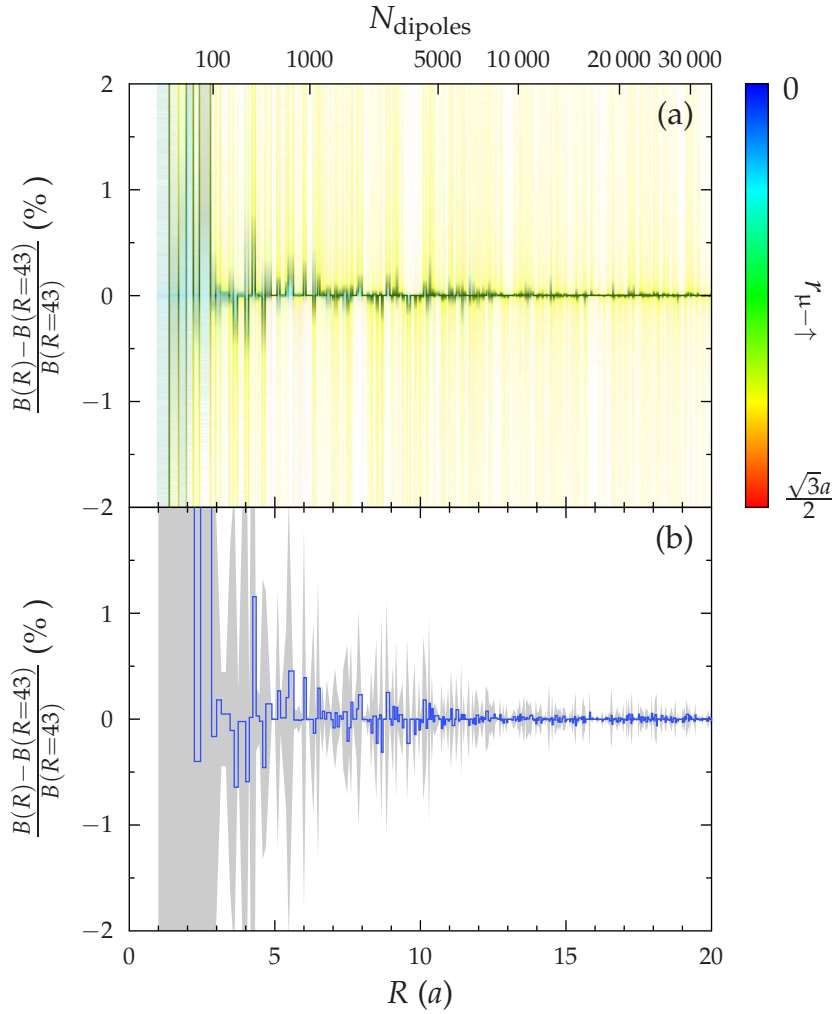 N_dipoles
100 1000 5000 10 000 20 000 30 000
(a)
B(R)−B(R=43)
B(R=43)
(%)
2
1
0
−1
−2
0
r_μ−↑
√3a
2
(b)
B(R)−B(R=43)
B(R=43)
(%)
2
1
0
−1
−2
0 5 10 15 20
R (a)